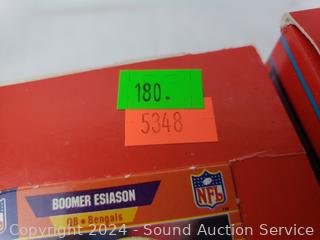 180.
5348
BOOMER ESIASON
QB • Bengals
NFL
Copyright 2024 - Sound Auction Service